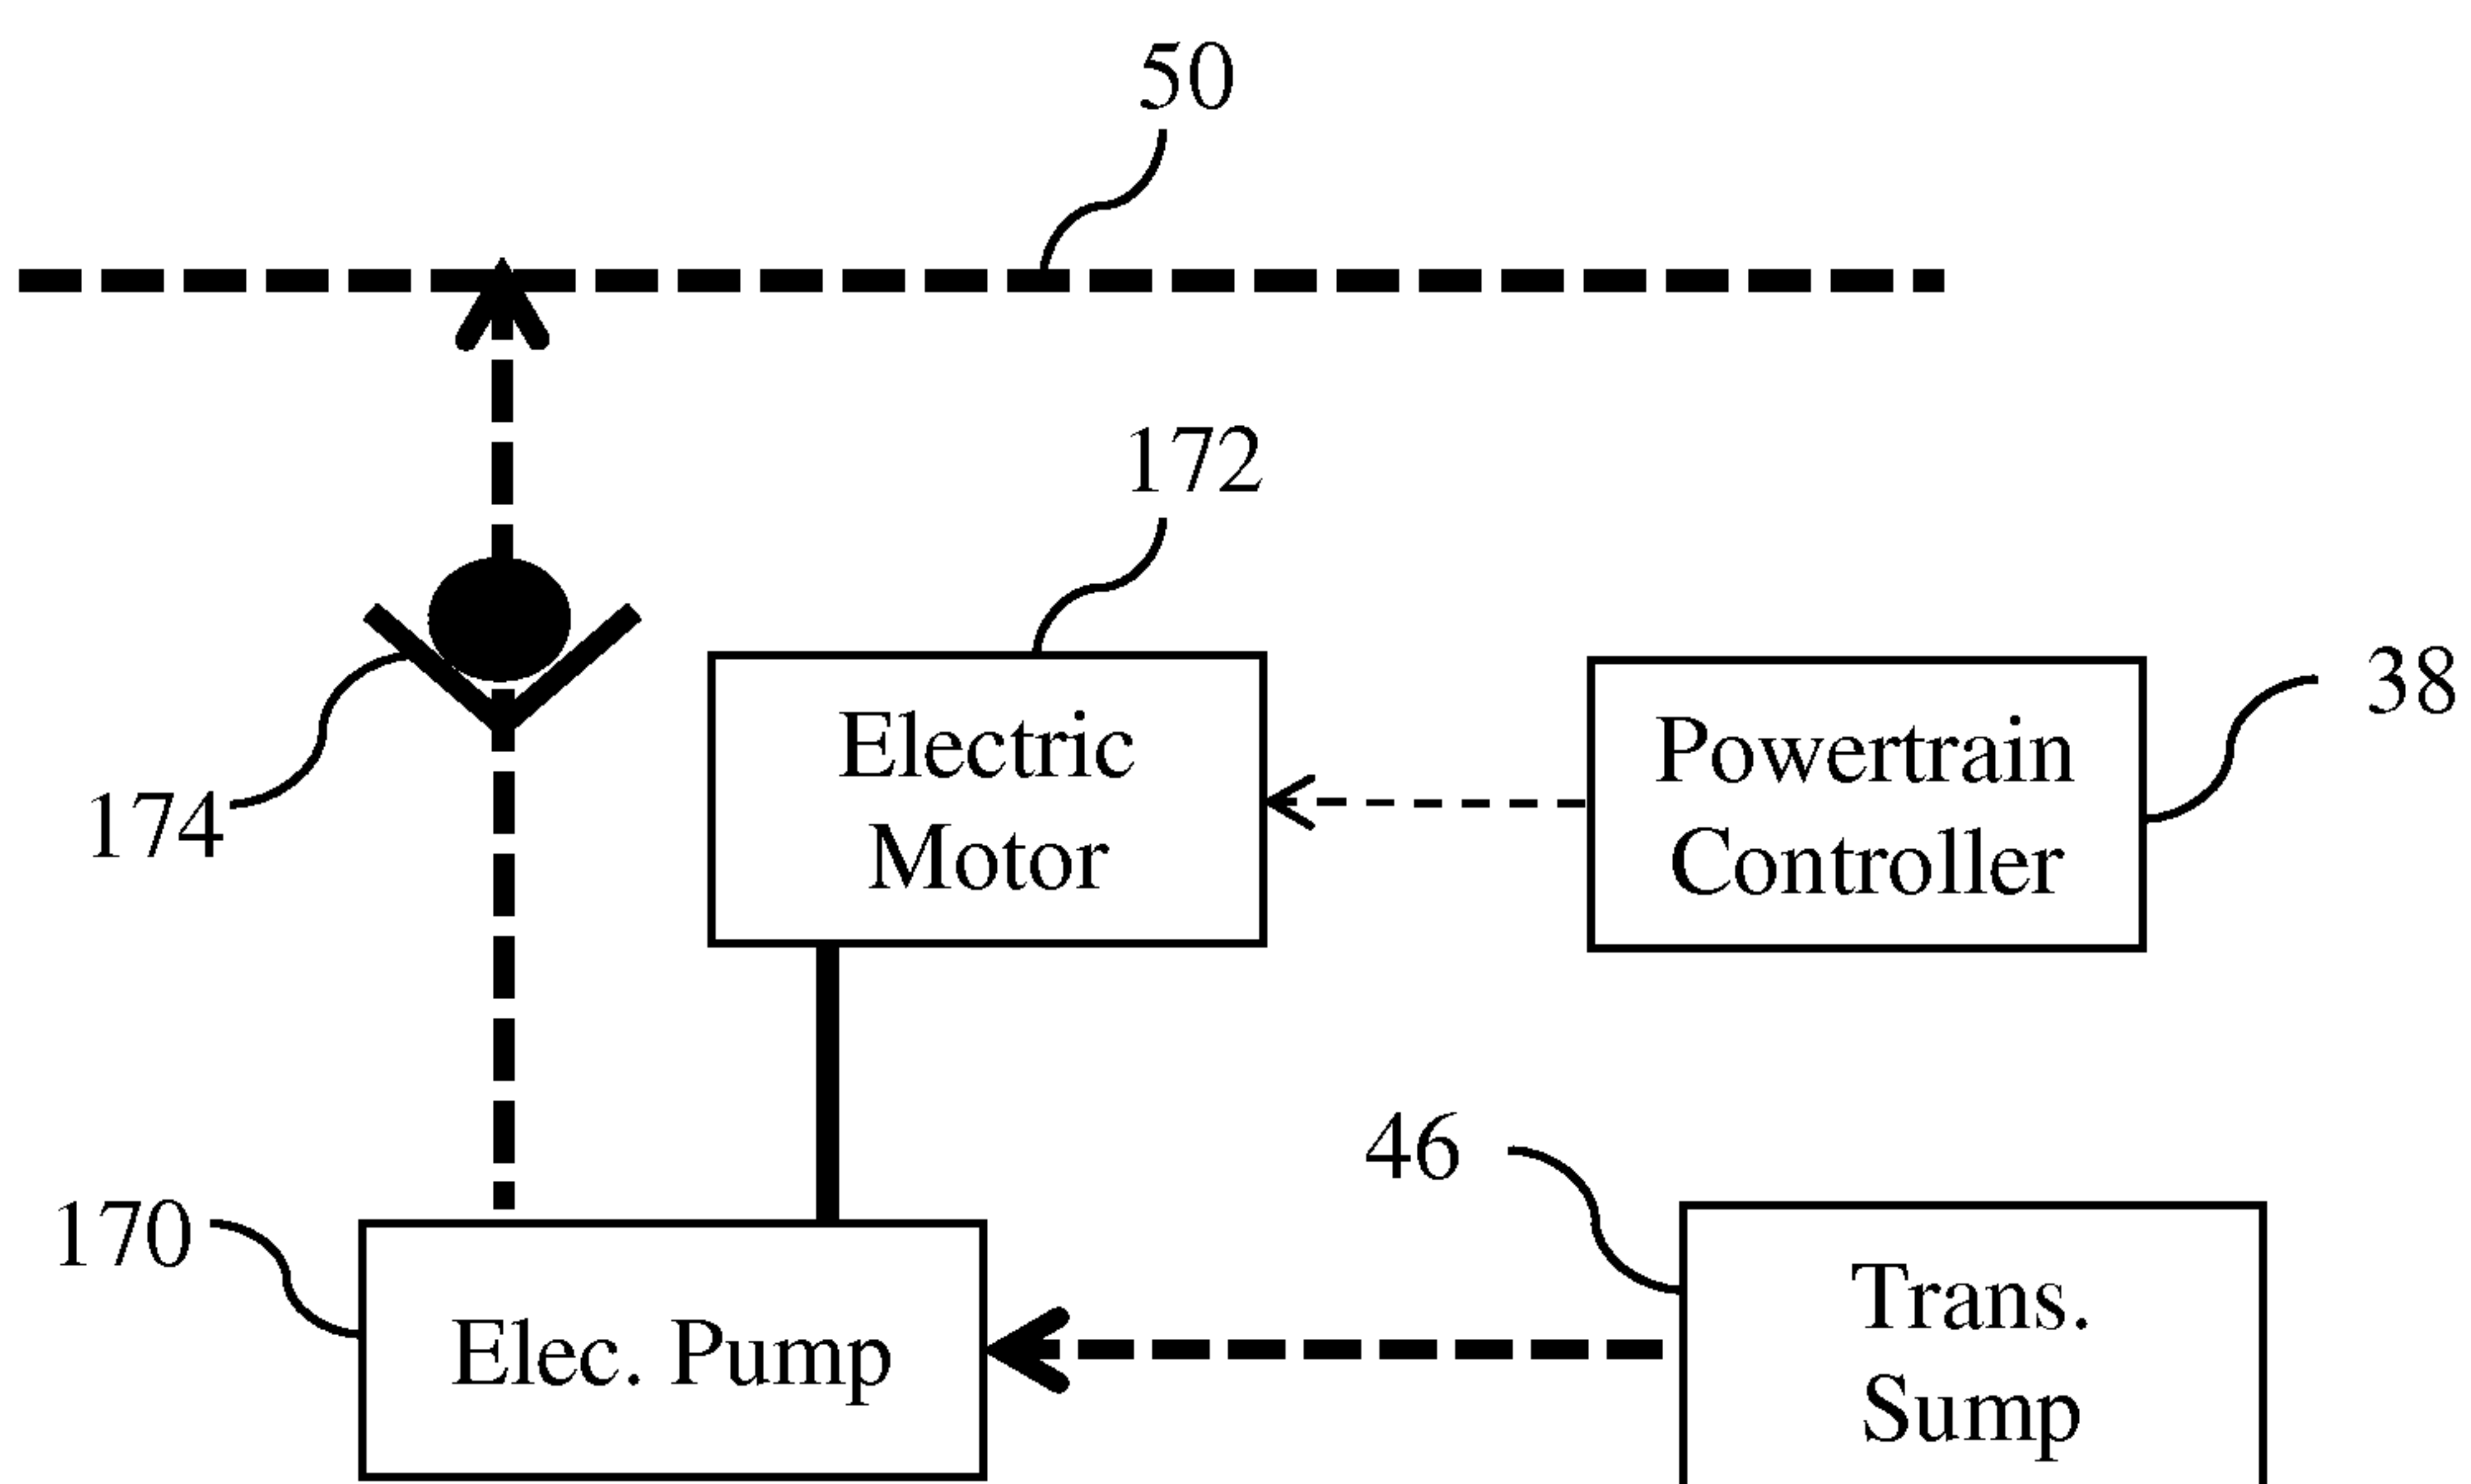 50
172
Electric
Motor
Powertrain
Controller
38
174
46
170
Elec. Pump
Trans.
Sump